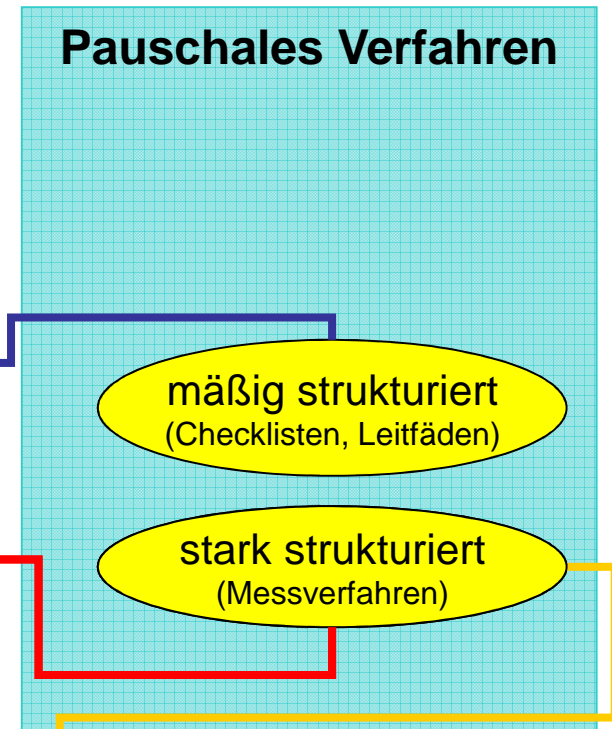 Pauschales Verfahren
mäßig strukturiert
(Checklisten, Leitfäden)
stark strukturiert
(Messverfahren)